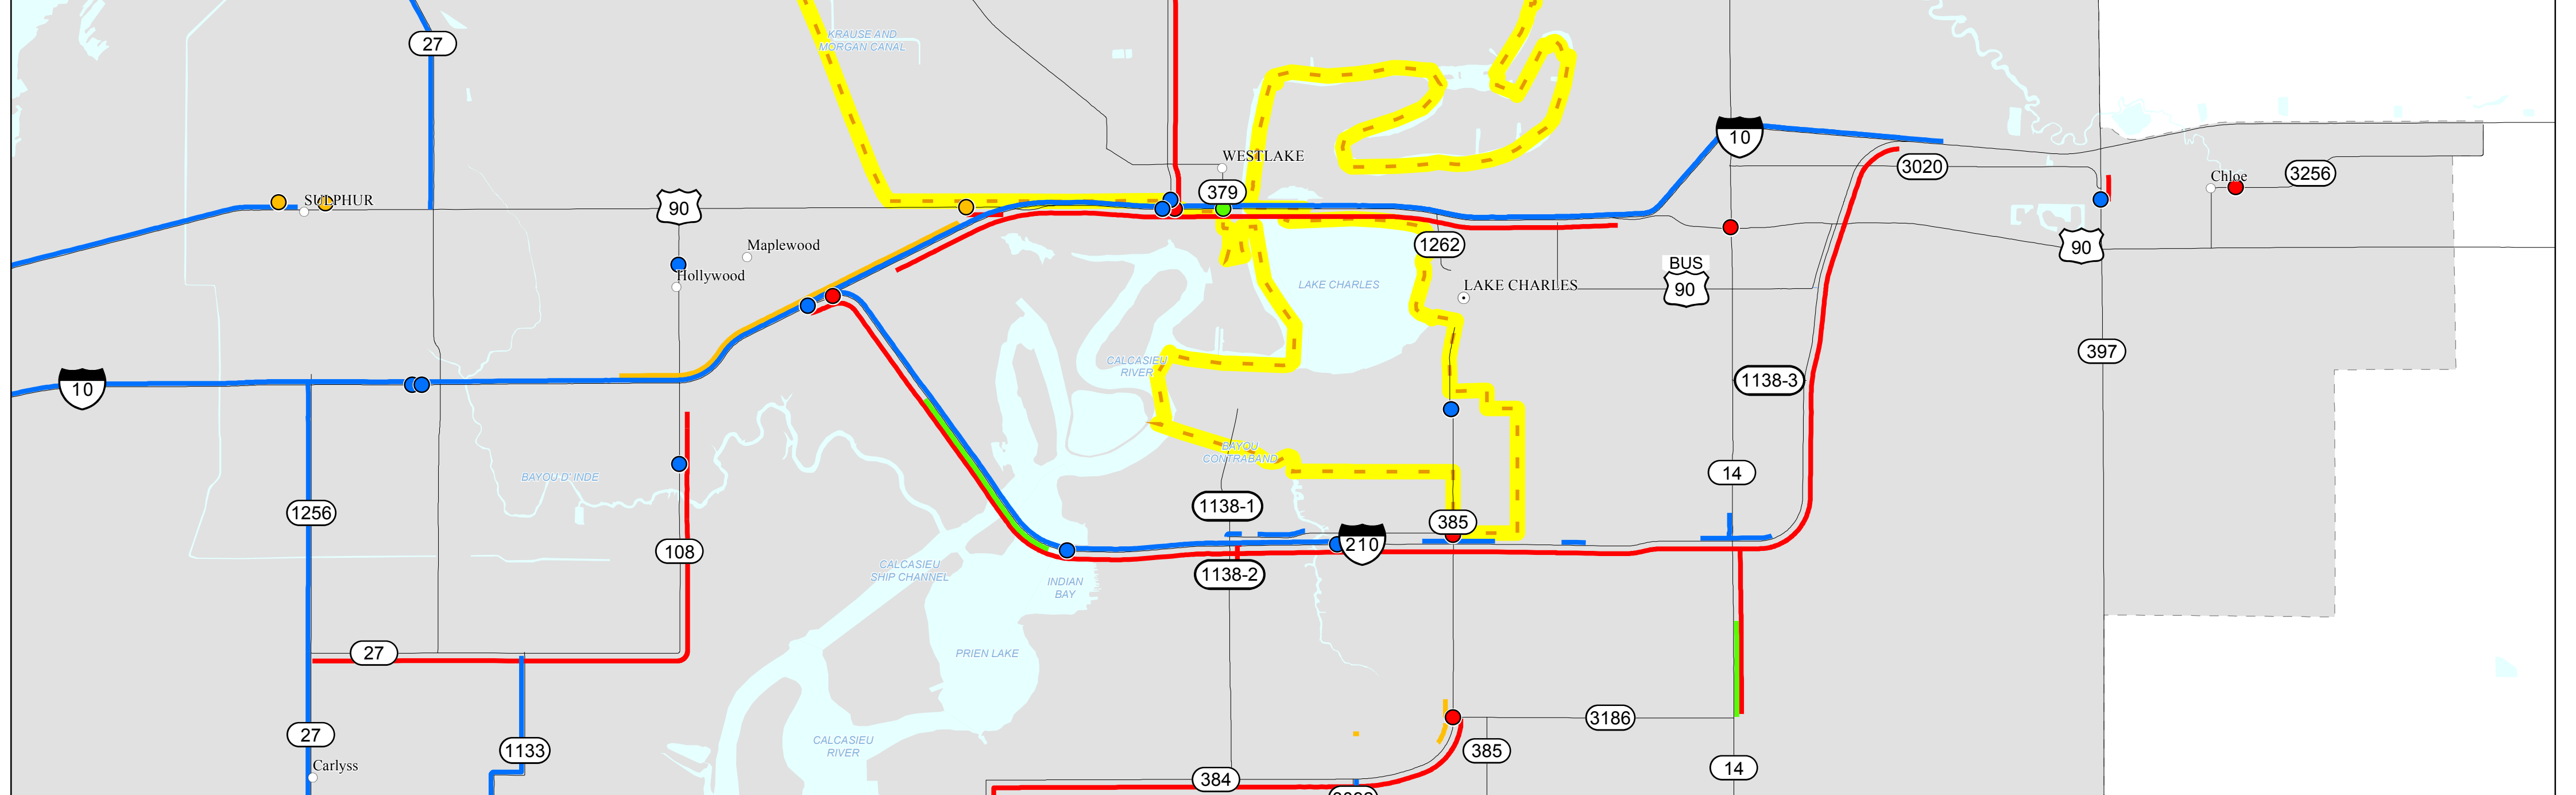 KRAUSE AND
MORGAN CANAL
27
10
WESTLAKE
3020
379
Chloe
3256
SULPHUR
90
Maplewood
1262
90
Hollywood
BUS
90
LAKE CHARLES
LAKE CHARLES
397
CALCASIEU
RIVER
10
1138-3
BAYOU
CONTRABAND
BAYOU D'INDE
14
1138-1
1256
385
210
108
CALCASIEU
SHIP CHANNEL
1138-2
INDIAN
BAY
27
PRIEN LAKE
3186
27
CALCASIEU
RIVER
1133
385
Carlyss
14
384